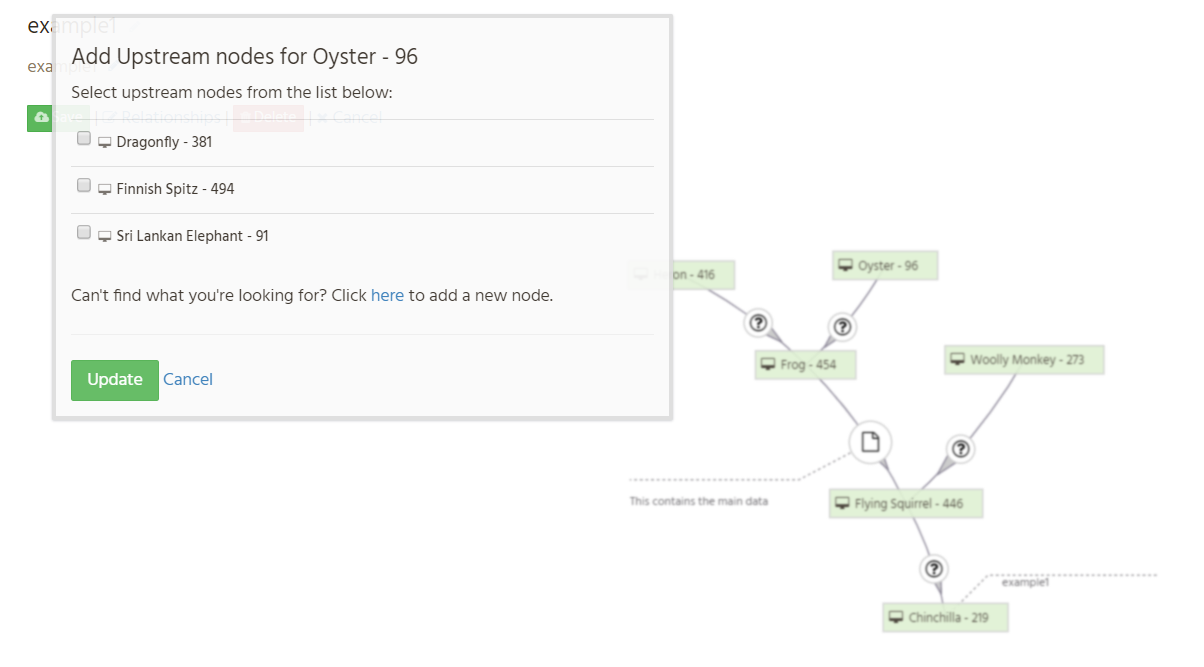 example1
Add Upstream nodes for Oyster - 96
example1
Select upstream nodes from the list below:
Save | Relationships | Delete | Cancel
Dragonfly - 381
Finnish Spitz - 494
Sri Lankan Elephant - 91
Can't find what you're looking for? Click here to add a new node.
Update Cancel
on - 416
Oyster - 96
Frog - 454
Woolly Monkey - 273
This contains the main data
Flying Squirrel - 446
example1
Chinchilla - 219